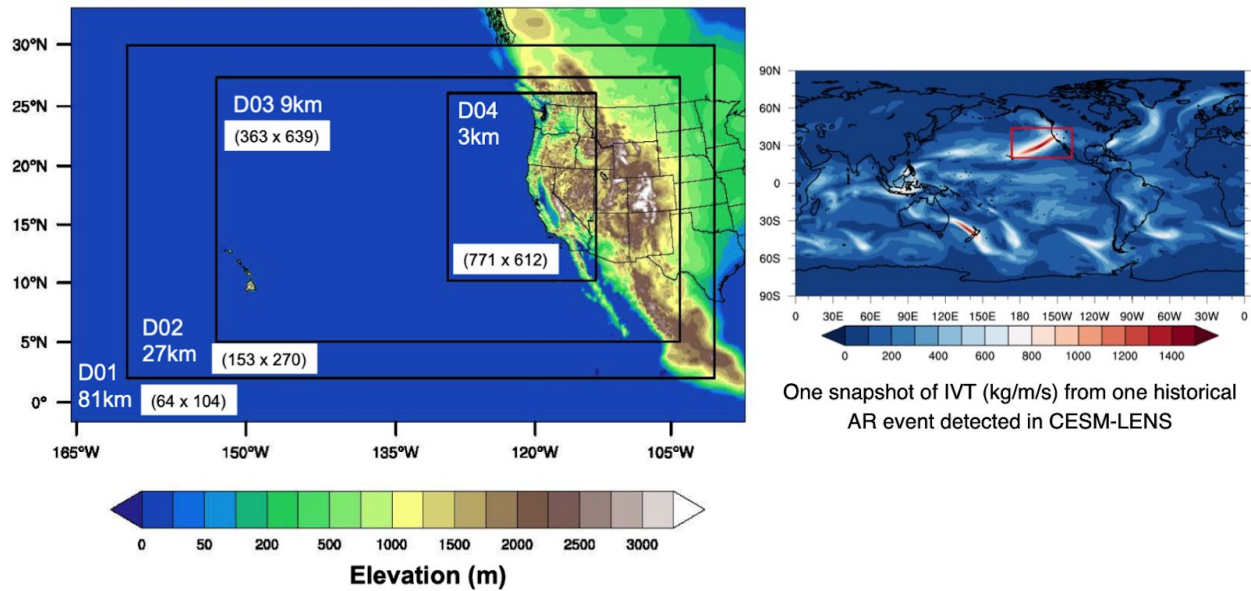 30°N
25°N
20°N
15°N
10°N
5°N
0°
D03 9km
(363 x 639)
D04
3km
(771 x 612)
D02
27km
(153 x 270)
D01
81km
(64 x 104)
165°W 150°W 135°W 120°W 105°W
0 50 200 500 1000 1500 2000 2500 3000
Elevation (m)
90N
60N
30N
0
30S
60S
90S
0 30E 60E 90E 120E 150E 180 150W 120W 90W 60W 30W 0
0 200 400 600 800 1000 1200 1400
One snapshot of IVT (kg/m/s) from one historical
AR event detected in CESM-LENS